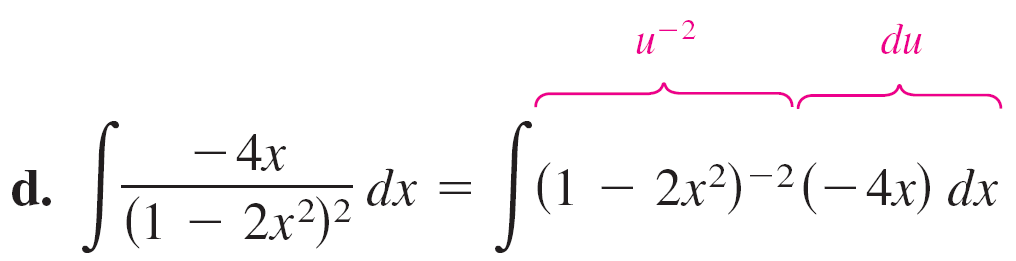 u⁻² du
d. ∫ −4x/(1 − 2x²)² dx = ∫ (1 − 2x²)⁻²(−4x) dx